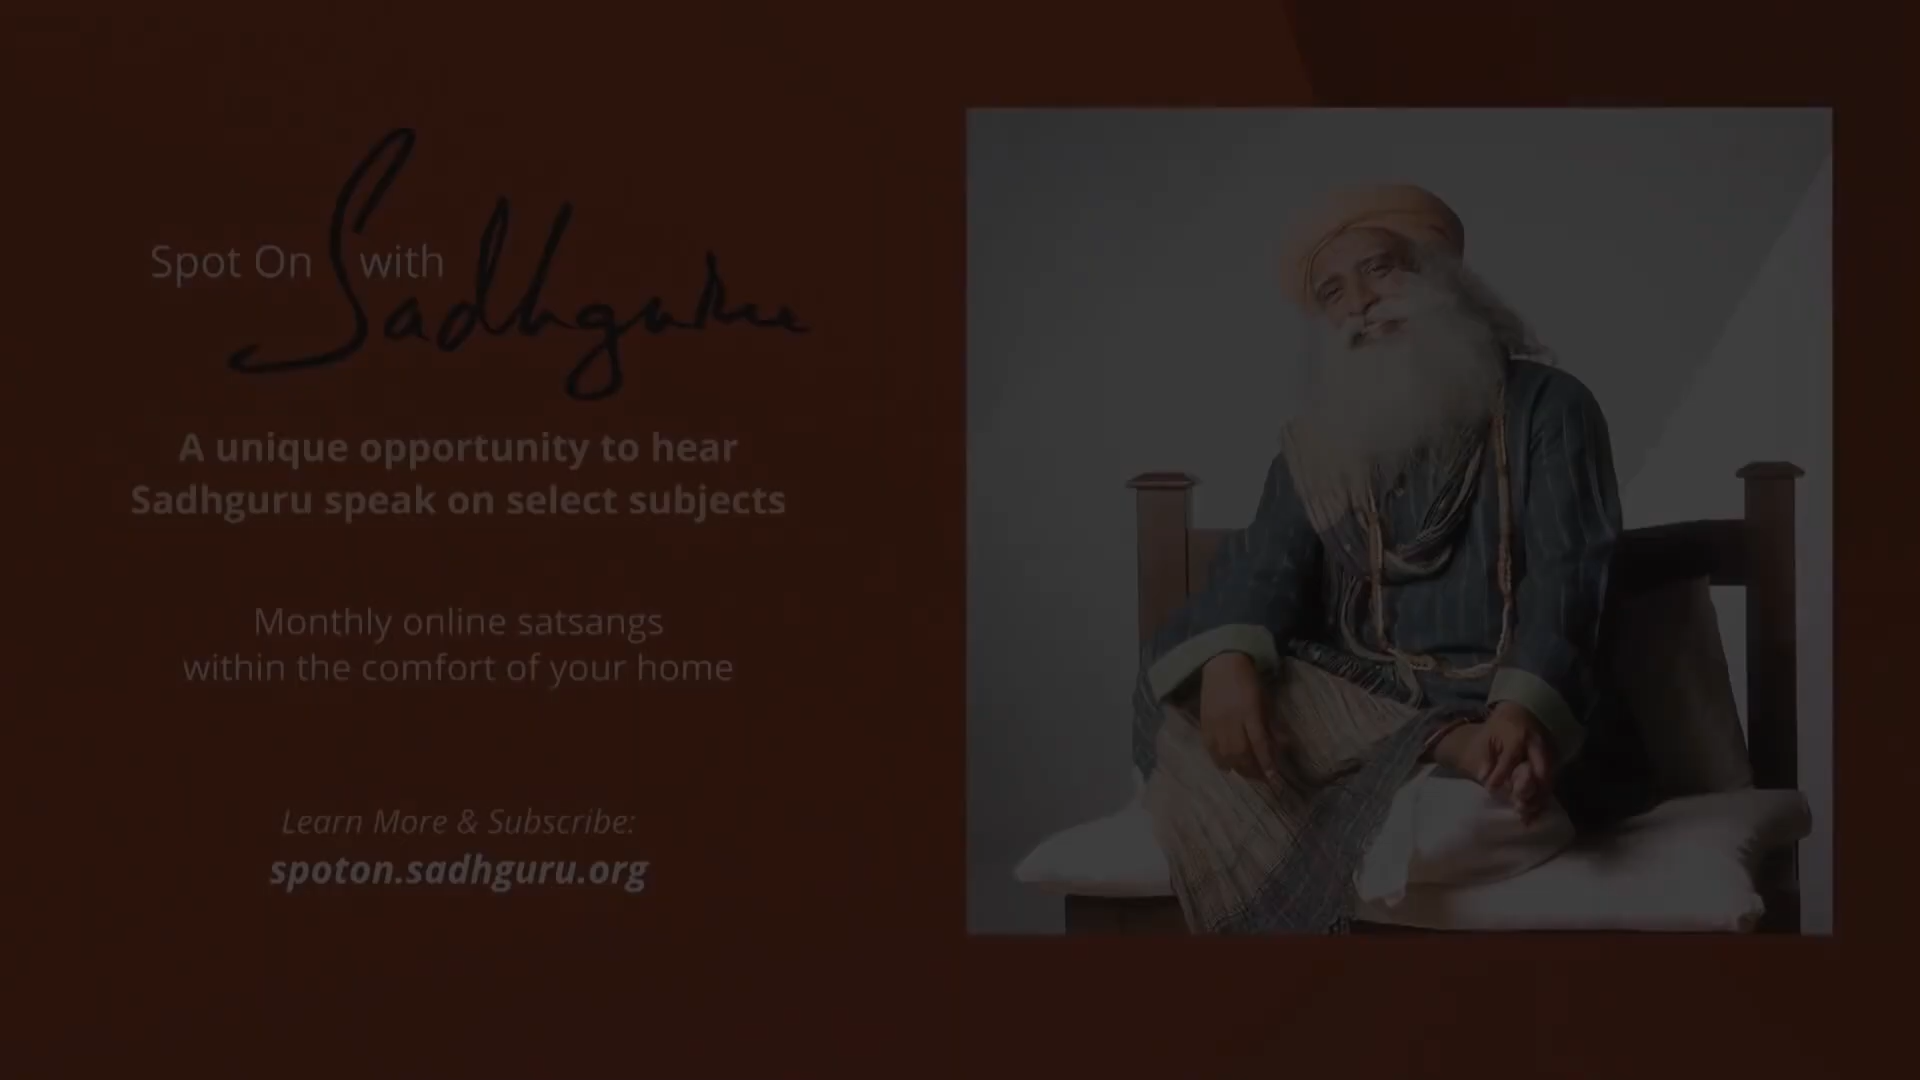 Spot On with
Sadhguru
A unique opportunity to hear
Sadhguru speak on select subjects
Monthly online satsangs
within the comfort of your home
Learn More & Subscribe:
spoton.sadhguru.org